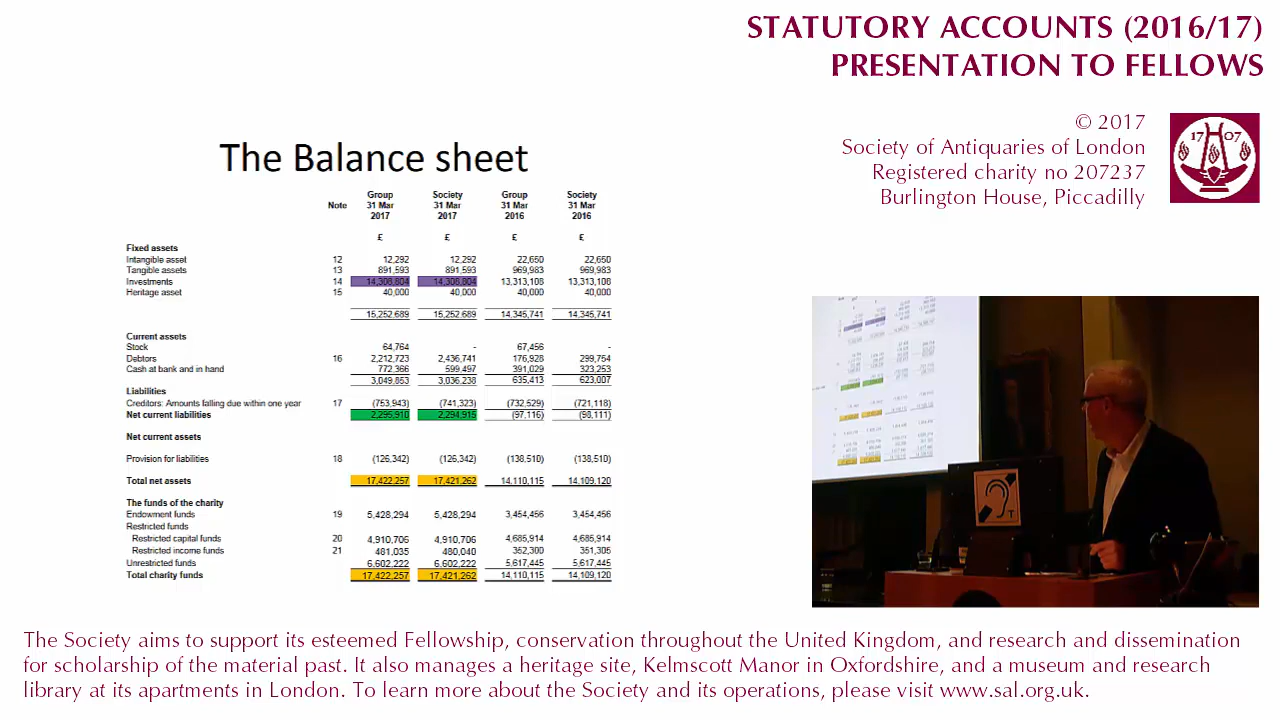 STATUTORY ACCOUNTS (2016/17)
PRESENTATION TO FELLOWS
© 2017
Society of Antiquaries of London
Registered charity no 207237
Burlington House, Piccadilly
17 07
The Balance sheet
Group Society Group Society
Note 31 Mar 31 Mar 31 Mar 31 Mar
2017 2017 2016 2016
£ £ £ £
Fixed assets
Intangible asset 12 12,292 12,292 22,650 22,650
Tangible assets 13 891,593 891,593 969,983 969,983
Investments 14 14,308,804 14,308,804 13,313,108 13,313,108
Heritage asset 15 40,000 40,000 40,000 40,000
15,252,689 15,252,689 14,345,741 14,345,741
Current assets
Stock 64,764 - 67,456 -
Debtors 16 2,212,723 2,436,741 176,928 299,754
Cash at bank and in hand 772,366 599,497 391,029 323,253
3,049,853 3,036,238 635,413 623,007
Liabilities
Creditors: Amounts falling due within one year 17 (753,943) (741,323) (732,529) (721,118)
Net current liabilities 2,295,910 2,294,915 (97,116) (98,111)
Net current assets
Provision for liabilities 18 (126,342) (126,342) (138,510) (138,510)
Total net assets 17,422,257 17,421,262 14,110,115 14,109,120
The funds of the charity
Endowment funds 19 5,428,294 5,428,294 3,454,456 3,454,456
Restricted funds
Restricted capital funds 20 4,910,706 4,910,706 4,685,914 4,685,914
Restricted income funds 21 481,035 480,040 352,300 351,305
Unrestricted funds 6,602,222 6,602,222 5,617,445 5,617,445
Total charity funds 17,422,257 17,421,262 14,110,115 14,109,120
T
The Society aims to support its esteemed Fellowship, conservation throughout the United Kingdom, and research and dissemination
for scholarship of the material past. It also manages a heritage site, Kelmscott Manor in Oxfordshire, and a museum and research
library at its apartments in London. To learn more about the Society and its operations, please visit www.sal.org.uk.